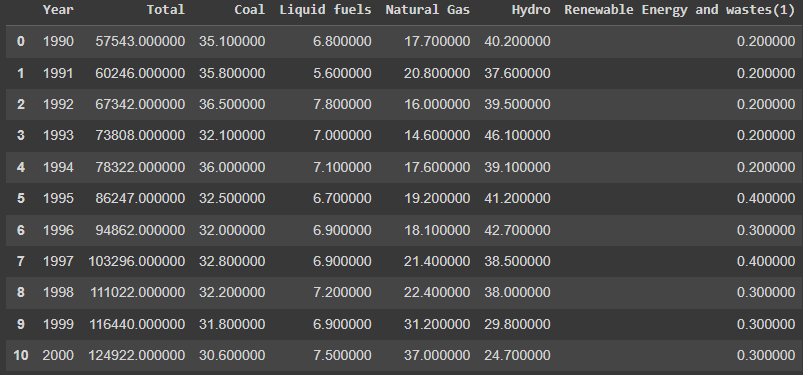 Year Total Coal Liquid fuels Natural Gas Hydro Renewable Energy and wastes(1)
0 1990 57543.000000 35.100000 6.800000 17.700000 40.200000 0.200000
1 1991 60246.000000 35.800000 5.600000 20.800000 37.600000 0.200000
2 1992 67342.000000 36.500000 7.800000 16.000000 39.500000 0.200000
3 1993 73808.000000 32.100000 7.000000 14.600000 46.100000 0.200000
4 1994 78322.000000 36.000000 7.100000 17.600000 39.100000 0.200000
5 1995 86247.000000 32.500000 6.700000 19.200000 41.200000 0.400000
6 1996 94862.000000 32.000000 6.900000 18.100000 42.700000 0.300000
7 1997 103296.000000 32.800000 6.900000 21.400000 38.500000 0.400000
8 1998 111022.000000 32.200000 7.200000 22.400000 38.000000 0.300000
9 1999 116440.000000 31.800000 6.900000 31.200000 29.800000 0.300000
10 2000 124922.000000 30.600000 7.500000 37.000000 24.700000 0.300000